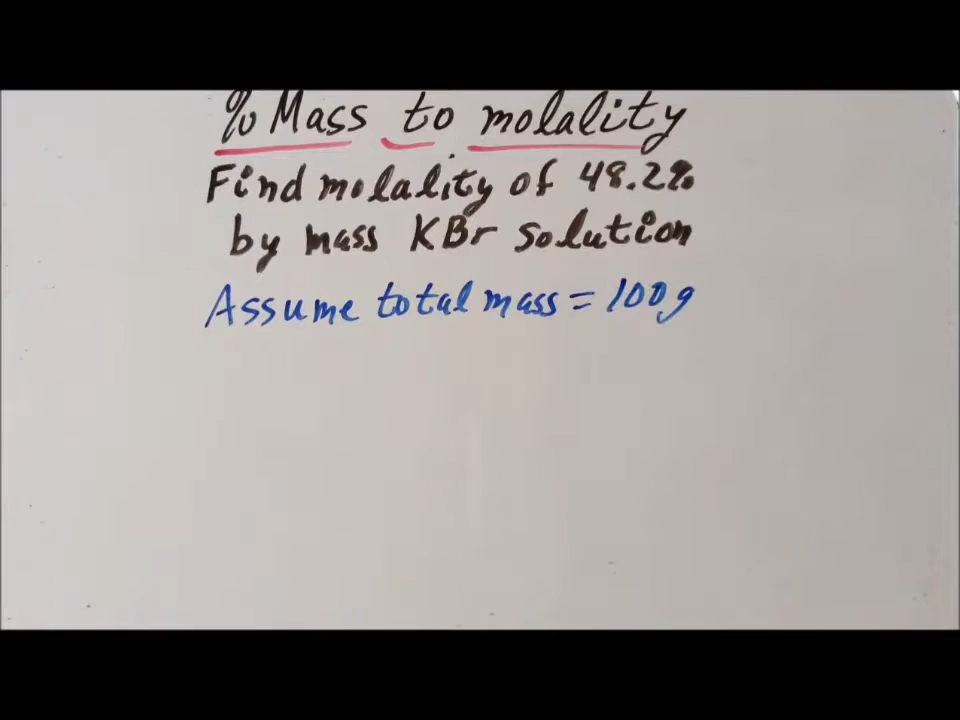 % Mass to molality
Find molality of 48.2%
by mass KBr solution
Assume total mass = 100g